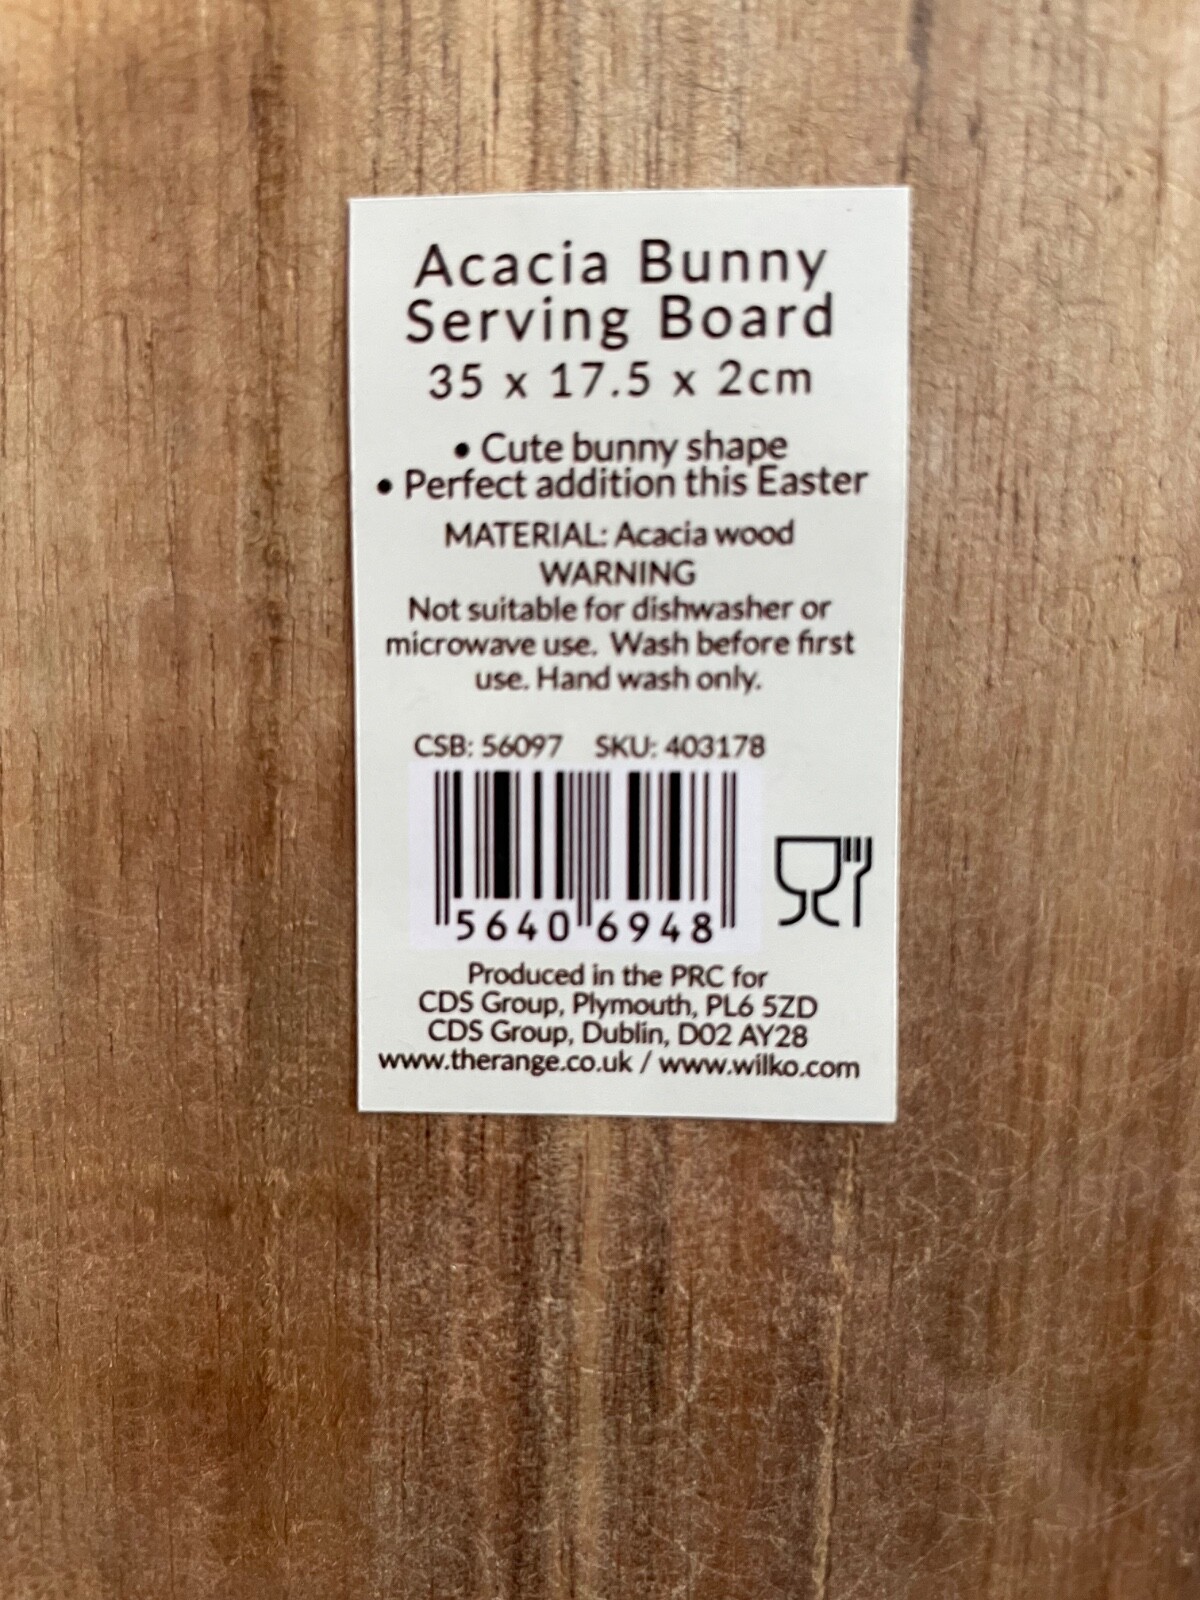 Acacia Bunny
Serving Board
35 x 17.5 x 2cm
• Cute bunny shape
• Perfect addition this Easter
MATERIAL: Acacia wood
WARNING
Not suitable for dishwasher or
microwave use. Wash before first
use. Hand wash only.
CSB: 56097 SKU: 403178
5640 6948
Produced in the PRC for
CDS Group, Plymouth, PL6 5ZD
CDS Group, Dublin, D02 AY28
www.therange.co.uk / www.wilko.com